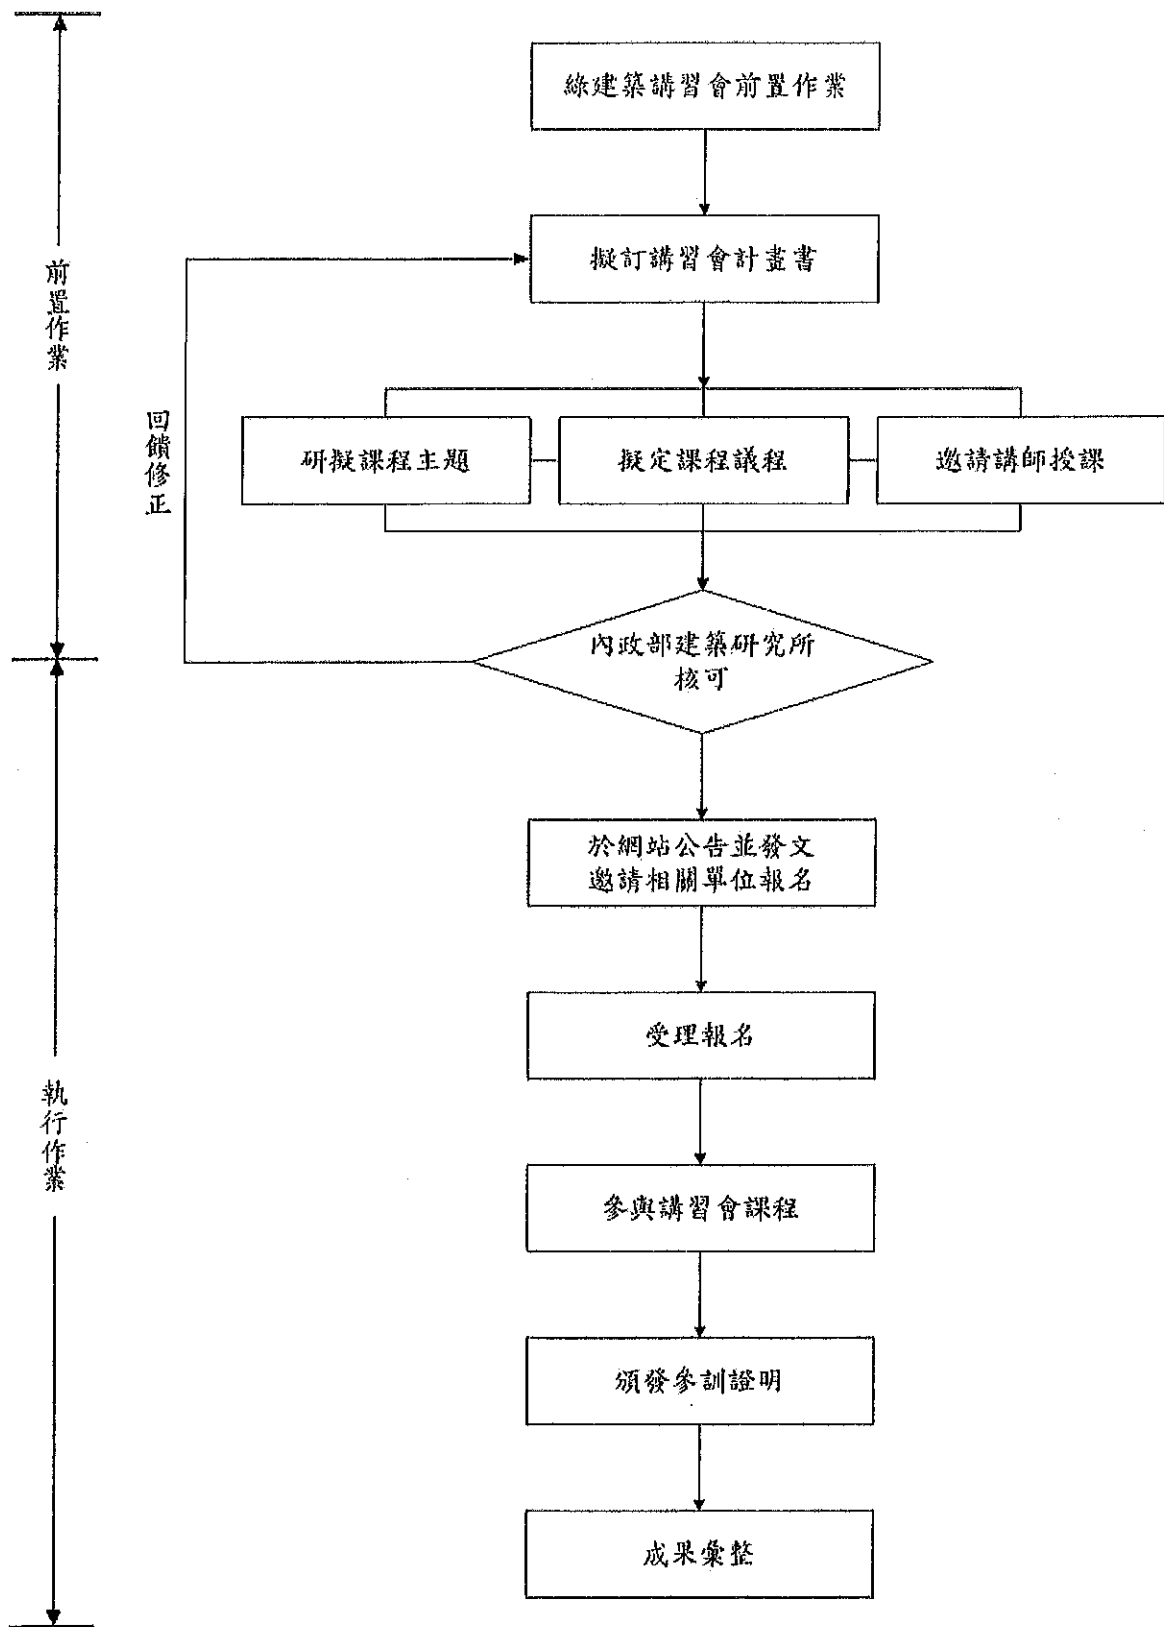 綠建築講習會前置作業
擬訂講習會計畫書
前置作業
回饋修正
研擬課程主題
擬定課程議程
邀請講師授課
內政部建築研究所
核可
於網站公告並發文
邀請相關單位報名
受理報名
執行作業
參與講習會課程
頒發參訓證明
成果彙整